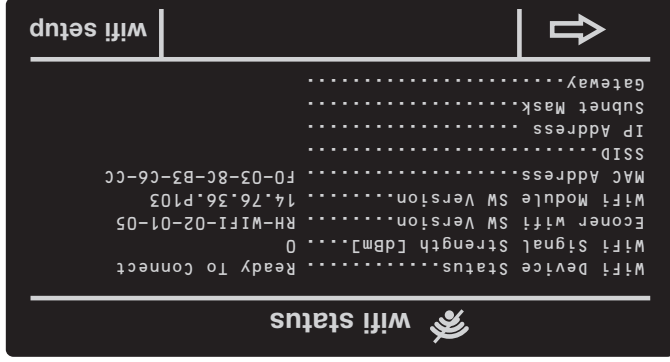 wifi status
WiFi Device Status............ Ready To Connect
WiFi Signal Strength [dBm].... 0
Econer wifi SW Version........ RH-WIFI-02-01-05
WiFi Module SW Version........ 14.76.36.P103
MAC Address................... F0-03-8C-B3-C6-CC
SSID..........................
IP Address ...................
Subnet Mask...................
Gateway.......................
wifi setup